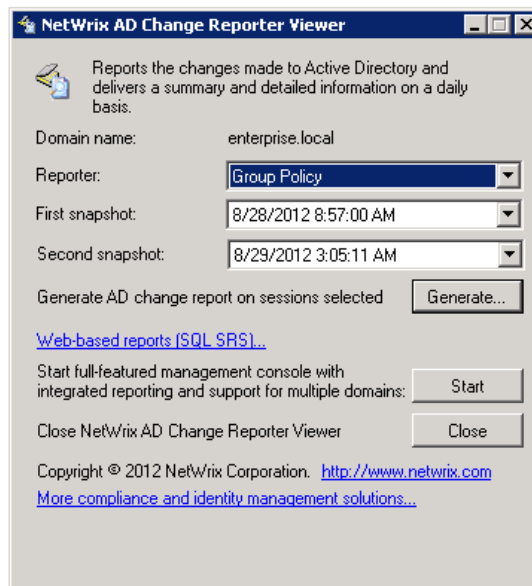 NetWrix AD Change Reporter Viewer
Reports the changes made to Active Directory and
delivers a summary and detailed information on a daily
basis.
Domain name: enterprise.local
Reporter: Group Policy
First snapshot: 8/28/2012 8:57:00 AM
Second snapshot: 8/29/2012 3:05:11 AM
Generate AD change report on sessions selected Generate...
Web-based reports (SQL SRS)...
Start full-featured management console with
integrated reporting and support for multiple domains: Start
Close NetWrix AD Change Reporter Viewer Close
Copyright © 2012 NetWrix Corporation. http://www.netwrix.com
More compliance and identity management solutions...